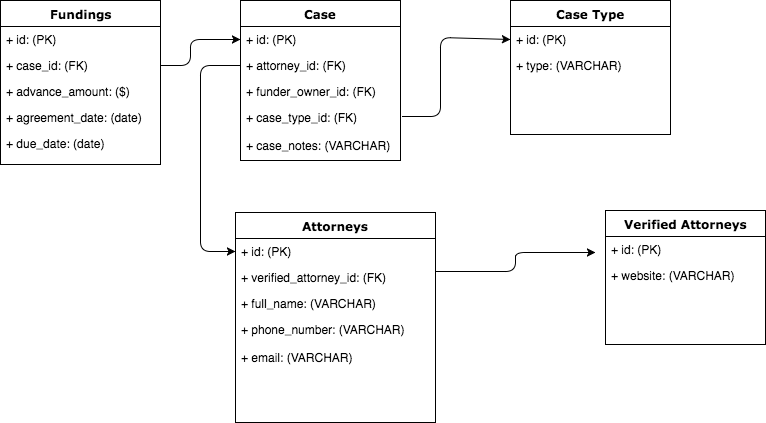 Fundings
+ id: (PK)
+ case_id: (FK)
+ advance_amount: ($)
+ agreement_date: (date)
+ due_date: (date)
Case
+ id: (PK)
+ attorney_id: (FK)
+ funder_owner_id: (FK)
+ case_type_id: (FK)
+ case_notes: (VARCHAR)
Case Type
+ id: (PK)
+ type: (VARCHAR)
Attorneys
+ id: (PK)
+ verified_attorney_id: (FK)
+ full_name: (VARCHAR)
+ phone_number: (VARCHAR)
+ email: (VARCHAR)
Verified Attorneys
+ id: (PK)
+ website: (VARCHAR)